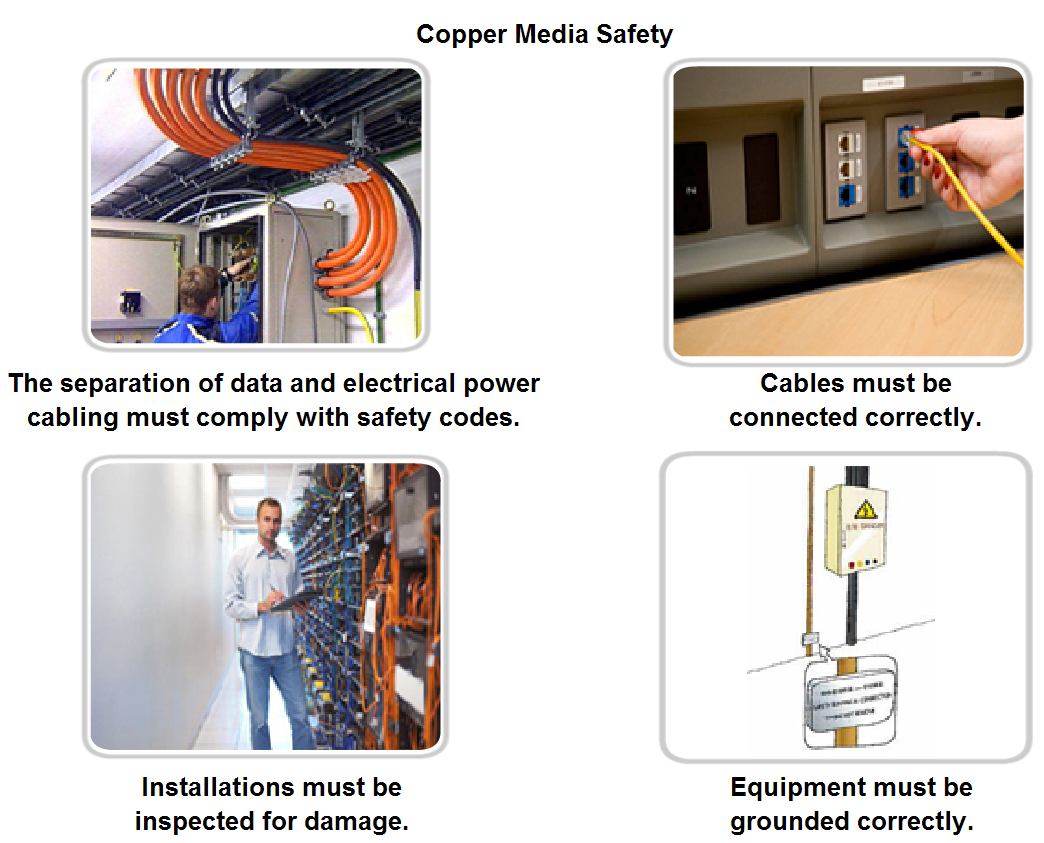 Copper Media Safety
The separation of data and electrical power
cabling must comply with safety codes.
Cables must be
connected correctly.
Installations must be
inspected for damage.
Equipment must be
grounded correctly.